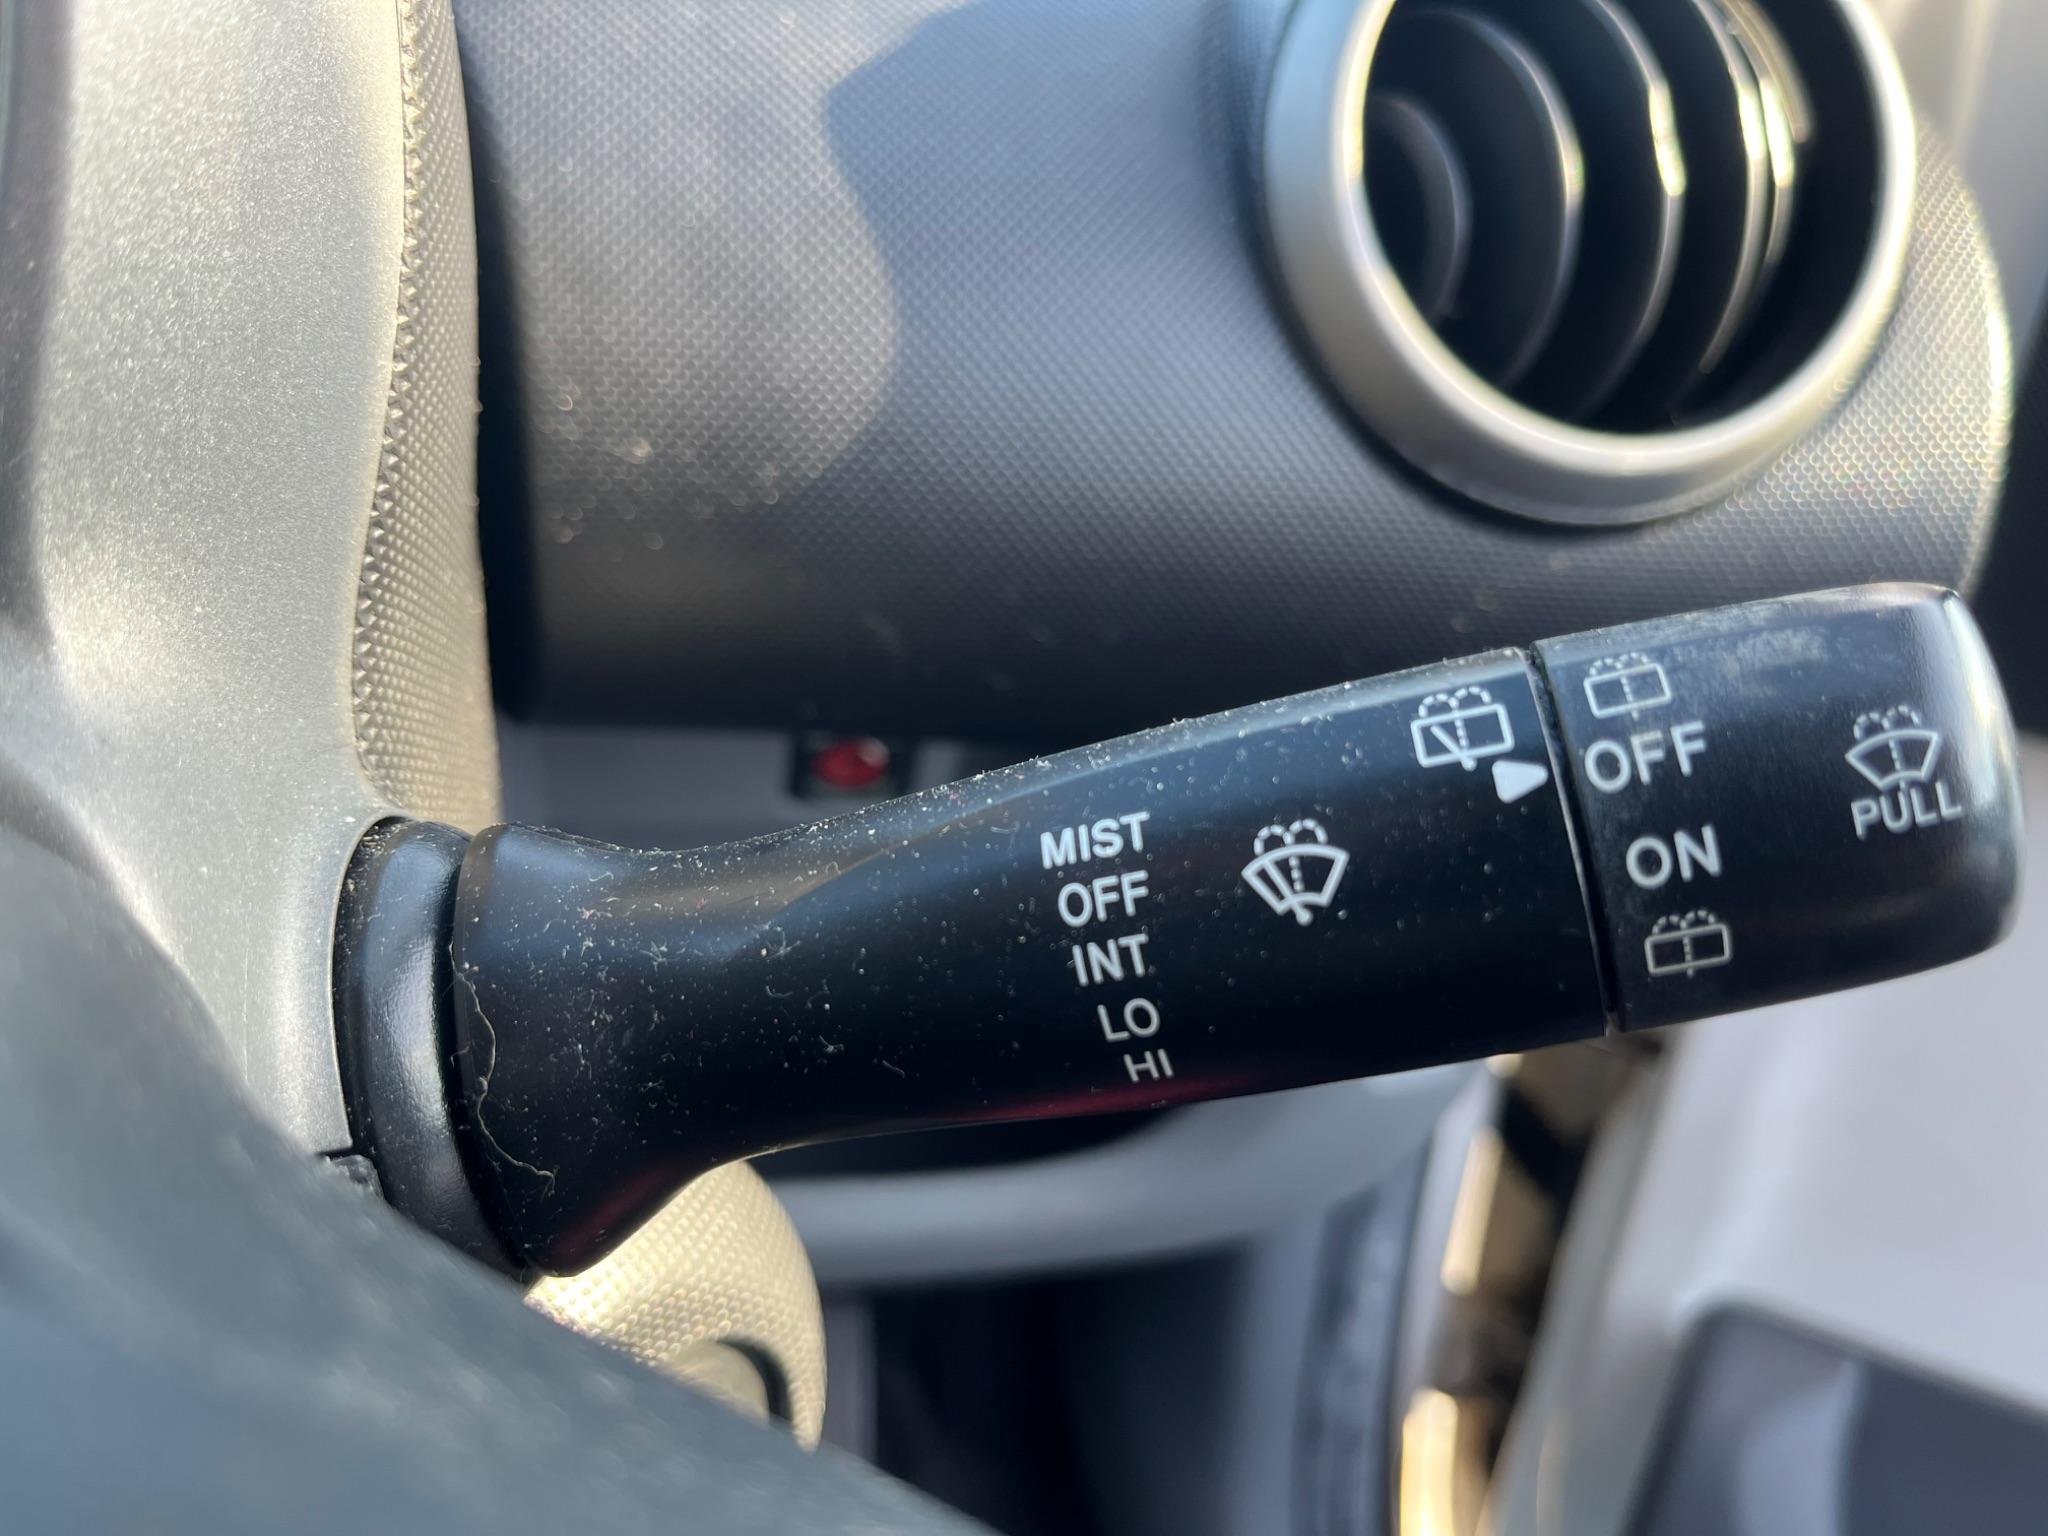 MIST
OFF
INT
LO
HI
OFF
ON
PULL